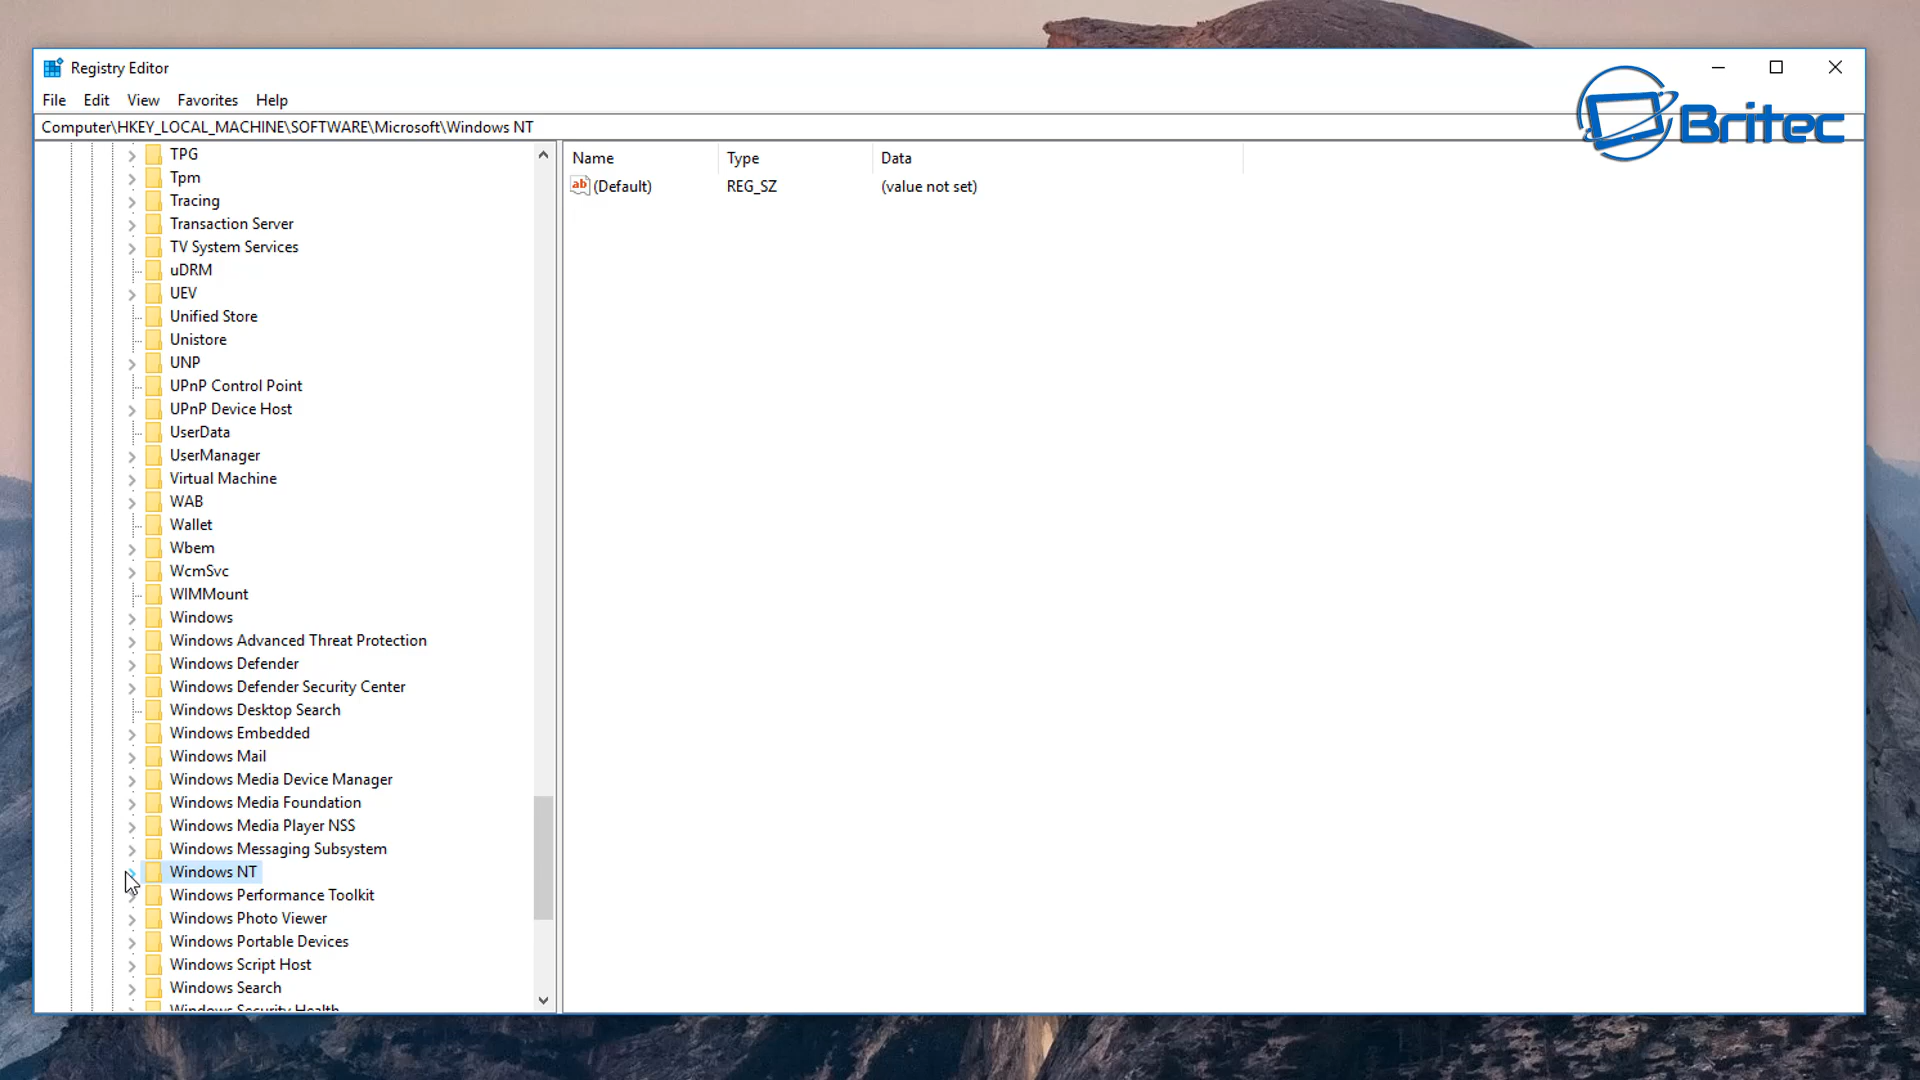 Registry Editor
File Edit View Favorites Help
Britec
Computer\HKEY_LOCAL_MACHINE\SOFTWARE\Microsoft\Windows NT
TPG
Tpm
Tracing
Transaction Server
TV System Services
uDRM
UEV
Unified Store
Unistore
UNP
UPnP Control Point
UPnP Device Host
UserData
UserManager
Virtual Machine
WAB
Wallet
Wbem
WcmSvc
WIMMount
Windows
Windows Advanced Threat Protection
Windows Defender
Windows Defender Security Center
Windows Desktop Search
Windows Embedded
Windows Mail
Windows Media Device Manager
Windows Media Foundation
Windows Media Player NSS
Windows Messaging Subsystem
Windows NT
Windows Performance Toolkit
Windows Photo Viewer
Windows Portable Devices
Windows Script Host
Windows Search
Windows Security Health
Name Type Data
ab (Default) REG_SZ (value not set)